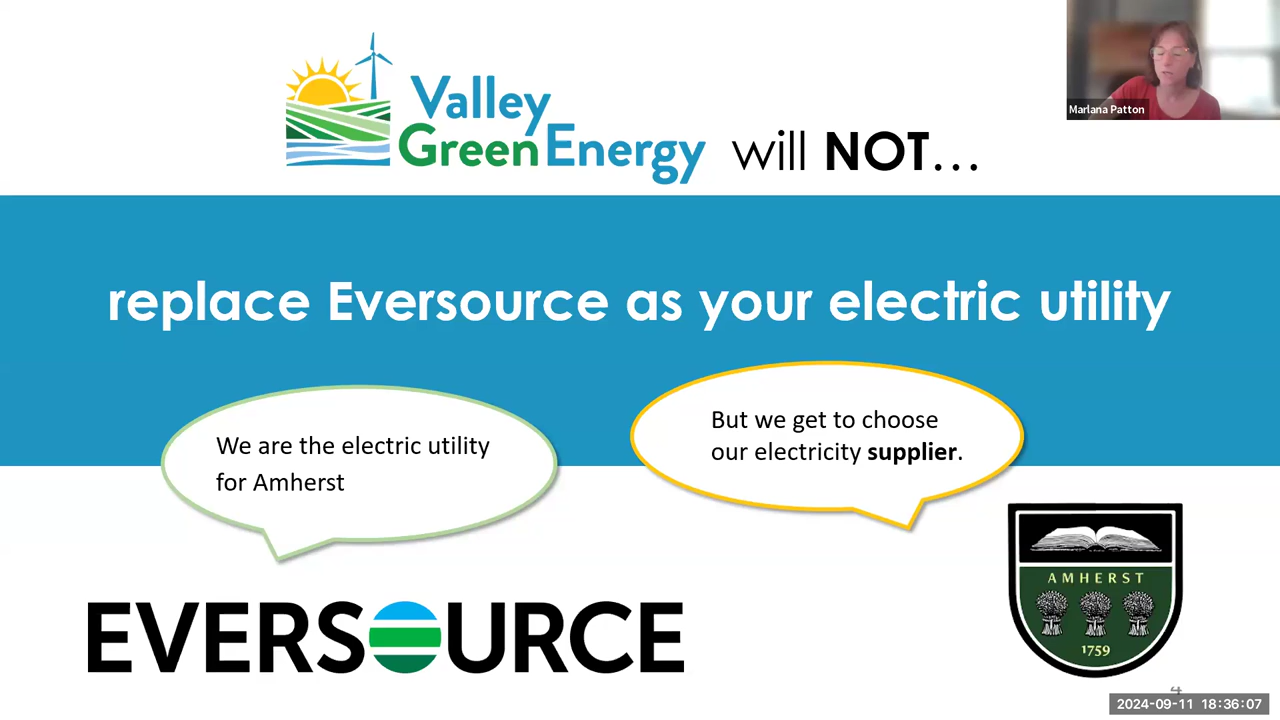 Valley
Green Energy will NOT...
Marlana Patton
replace Eversource as your electric utility
We are the electric utility
for Amherst
But we get to choose
our electricity supplier.
EVERSOURCE
AMHERST
1759
4
2024-09-11 18:36:07